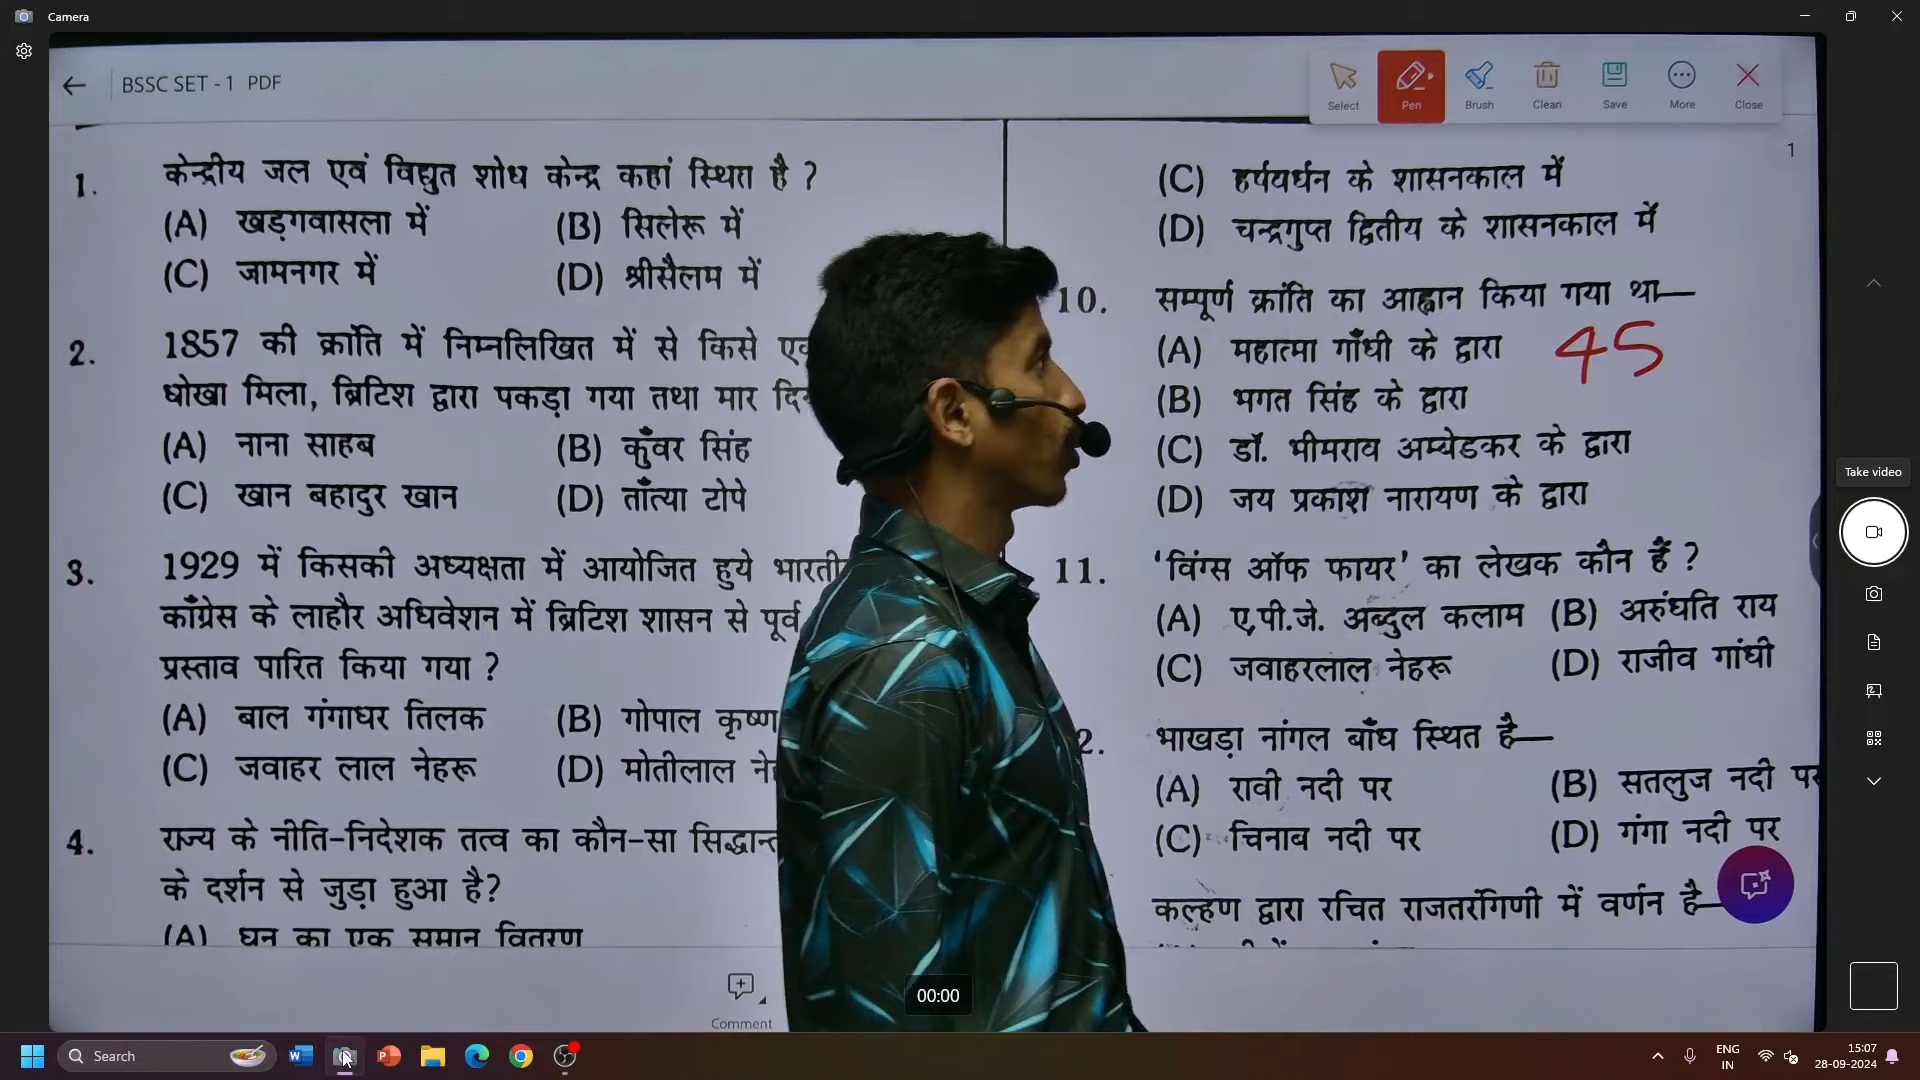 Camera
BSSC SET - 1 PDF
Select
Pen
Brush
Clean
Save
More
Close
1
1. केन्द्रीय जल एवं विद्युत शोध केन्द्र कहां स्थित है ?
(A) खड़गवासला में (B) सिलेरू में
(C) जामनगर में (D) श्रीसैलम में
2. 1857 की क्राँति में निम्नलिखित में से किसे
धोखा मिला, ब्रिटिश द्वारा पकड़ा गया तथा मार
(A) नाना साहब (B) कुँवर सिंह
(C) खान बहादुर खान (D) ताँत्या टोपे
3. 1929 में किसकी अध्यक्षता में आयोजित हुये
काँग्रेस के लाहौर अधिवेशन में ब्रिटिश शासन से पूर्व
प्रस्ताव पारित किया गया ?
(A) बाल गंगाधर तिलक (B) गोपाल कृष्ण
(C) जवाहर लाल नेहरू (D) मोतीलाल
4. राज्य के नीति-निदेशक तत्व का कौन-सा
के दर्शन से जुड़ा हुआ है?
(A) धन का एक समान वितरण
(C) हर्षवर्धन के शासनकाल में
(D) चन्द्रगुप्त द्वितीय के शासनकाल में
10. सम्पूर्ण क्रांति का आह्वान किया गया था—
(A) महात्मा गाँधी के द्वारा 45
(B) भगत सिंह के द्वारा
(C) डॉ. भीमराव अम्बेडकर के द्वारा
(D) जय प्रकाश नारायण के द्वारा
11. 'विंग्स ऑफ फायर' का लेखक कौन हैं ?
(A) ए.पी.जे. अब्दुल कलाम (B) अरुंधति राय
(C) जवाहरलाल नेहरू (D) राजीव गांधी
2. भाखड़ा नांगल बाँध स्थित है—
(A) रावी नदी पर (B) सतलुज नदी पर
(C) चिनाब नदी पर (D) गंगा नदी पर
कल्हण द्वारा रचित राजतरंगिणी में वर्णन है—
Take video
Comment
00:00
Search
ENG
IN
15:07
28-09-2024